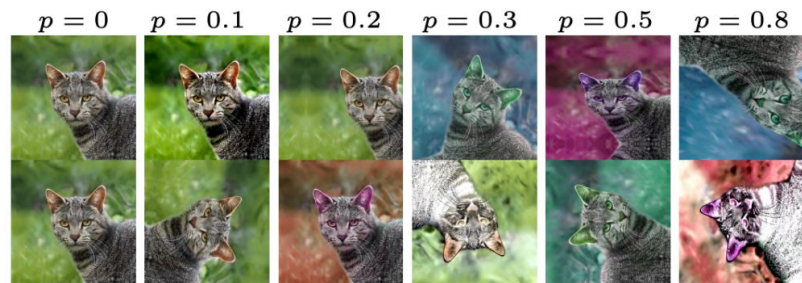 p = 0 p = 0.1 p = 0.2 p = 0.3 p = 0.5 p = 0.8